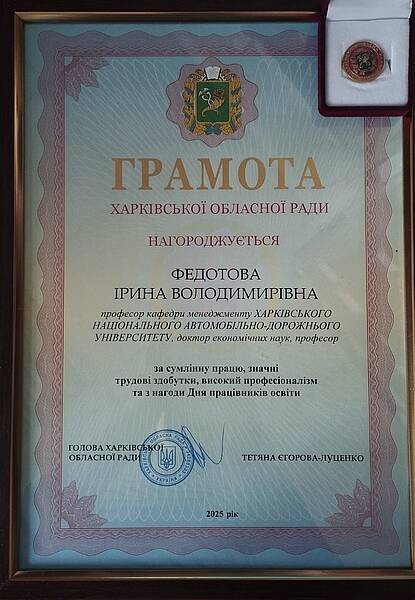 ГРАМОТА
ХАРКІВСЬКОЇ ОБЛАСНОЇ РАДИ
НАГОРОДЖУЄТЬСЯ
ФЕДОТОВА
ІРИНА ВОЛОДИМИРІВНА
професор кафедри менеджменту ХАРКІВСЬКОГО
НАЦІОНАЛЬНОГО АВТОМОБІЛЬНО-ДОРОЖНЬОГО
УНІВЕРСИТЕТУ, доктор економічних наук, професор
за сумлінну працю, значні
трудові здобутки, високий професіоналізм
та з нагоди Дня працівників освіти
ГОЛОВА ХАРКІВСЬКОЇ
ОБЛАСНОЇ РАДИ
ТЕТЯНА ЄГОРОВА-ЛУЦЕНКО
2025 рік